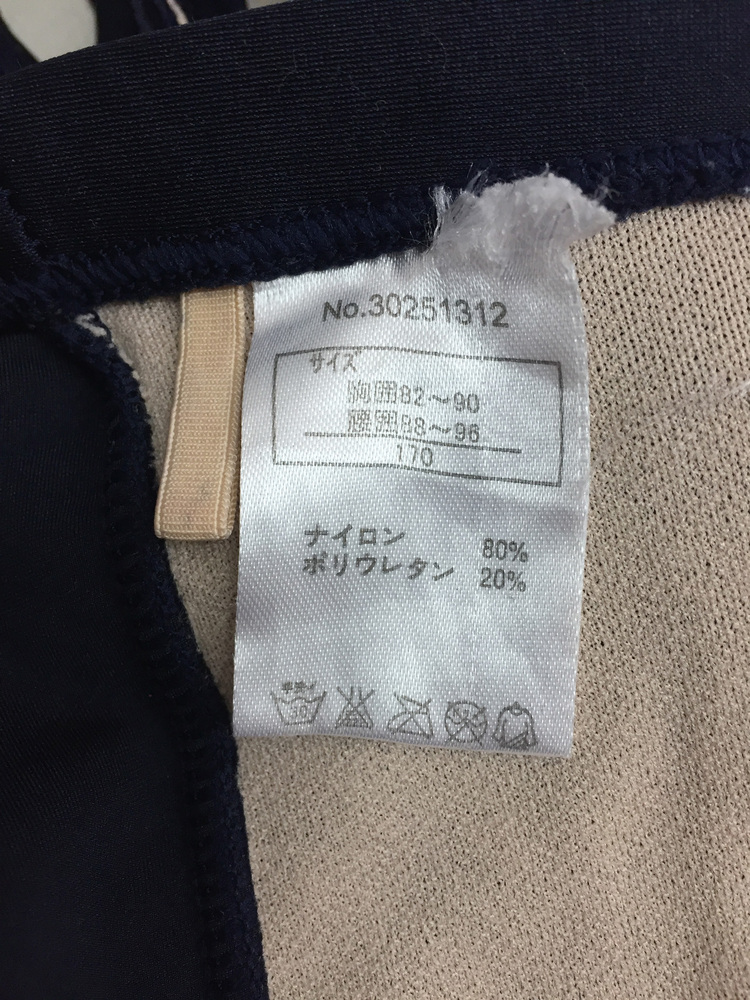 No.30251312
サイズ
胸囲82～90
腰囲88～96
170
ナイロン 80%
ポリウレタン 20%